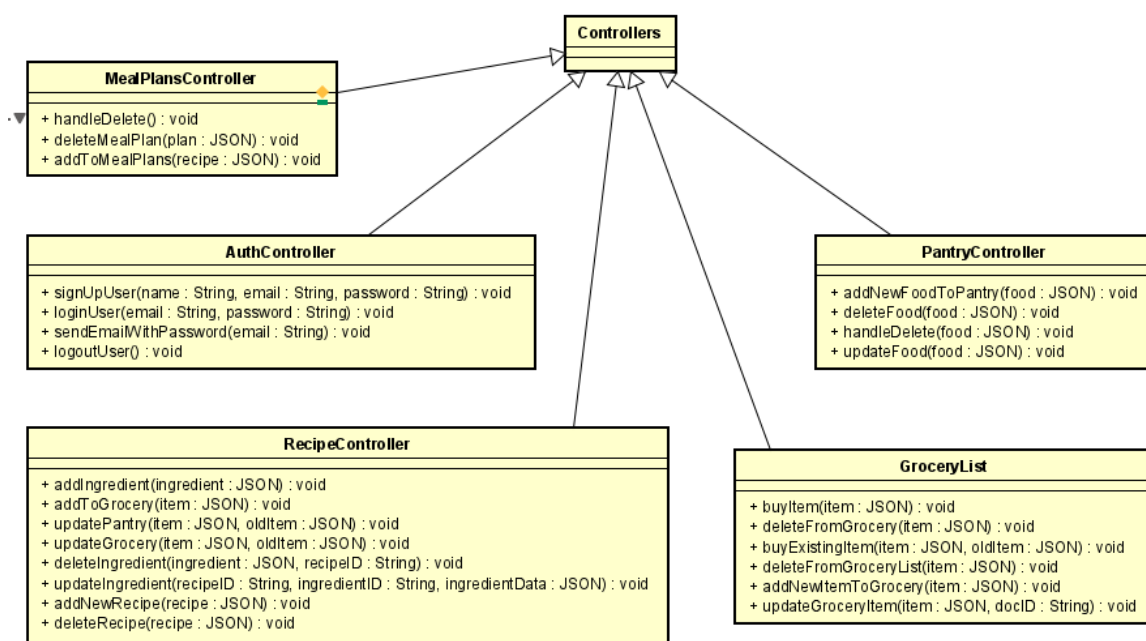 Controllers
MealPlansController
+ handleDelete() : void
+ deleteMealPlan(plan : JSON) : void
+ addToMealPlans(recipe : JSON) : void
AuthController
+ signUpUser(name : String, email : String, password : String) : void
+ loginUser(email : String, password : String) : void
+ sendEmailWithPassword(email : String) : void
+ logoutUser() : void
PantryController
+ addNewFoodToPantry(food : JSON) : void
+ deleteFood(food : JSON) : void
+ handleDelete(food : JSON) : void
+ updateFood(food : JSON) : void
RecipeController
+ addIngredient(ingredient : JSON) : void
+ addToGrocery(item : JSON) : void
+ updatePantry(item : JSON, oldItem : JSON) : void
+ updateGrocery(item : JSON, oldItem : JSON) : void
+ deleteIngredient(ingredient : JSON, recipeID : String) : void
+ updateIngredient(recipeID : String, ingredientID : String, ingredientData : JSON) : void
+ addNewRecipe(recipe : JSON) : void
+ deleteRecipe(recipe : JSON) : void
GroceryList
+ buyItem(item : JSON) : void
+ deleteFromGrocery(item : JSON) : void
+ buyExistingItem(item : JSON, oldItem : JSON) : void
+ deleteFromGroceryList(item : JSON) : void
+ addNewItemToGrocery(item : JSON) : void
+ updateGroceryItem(item : JSON, docID : String) : void